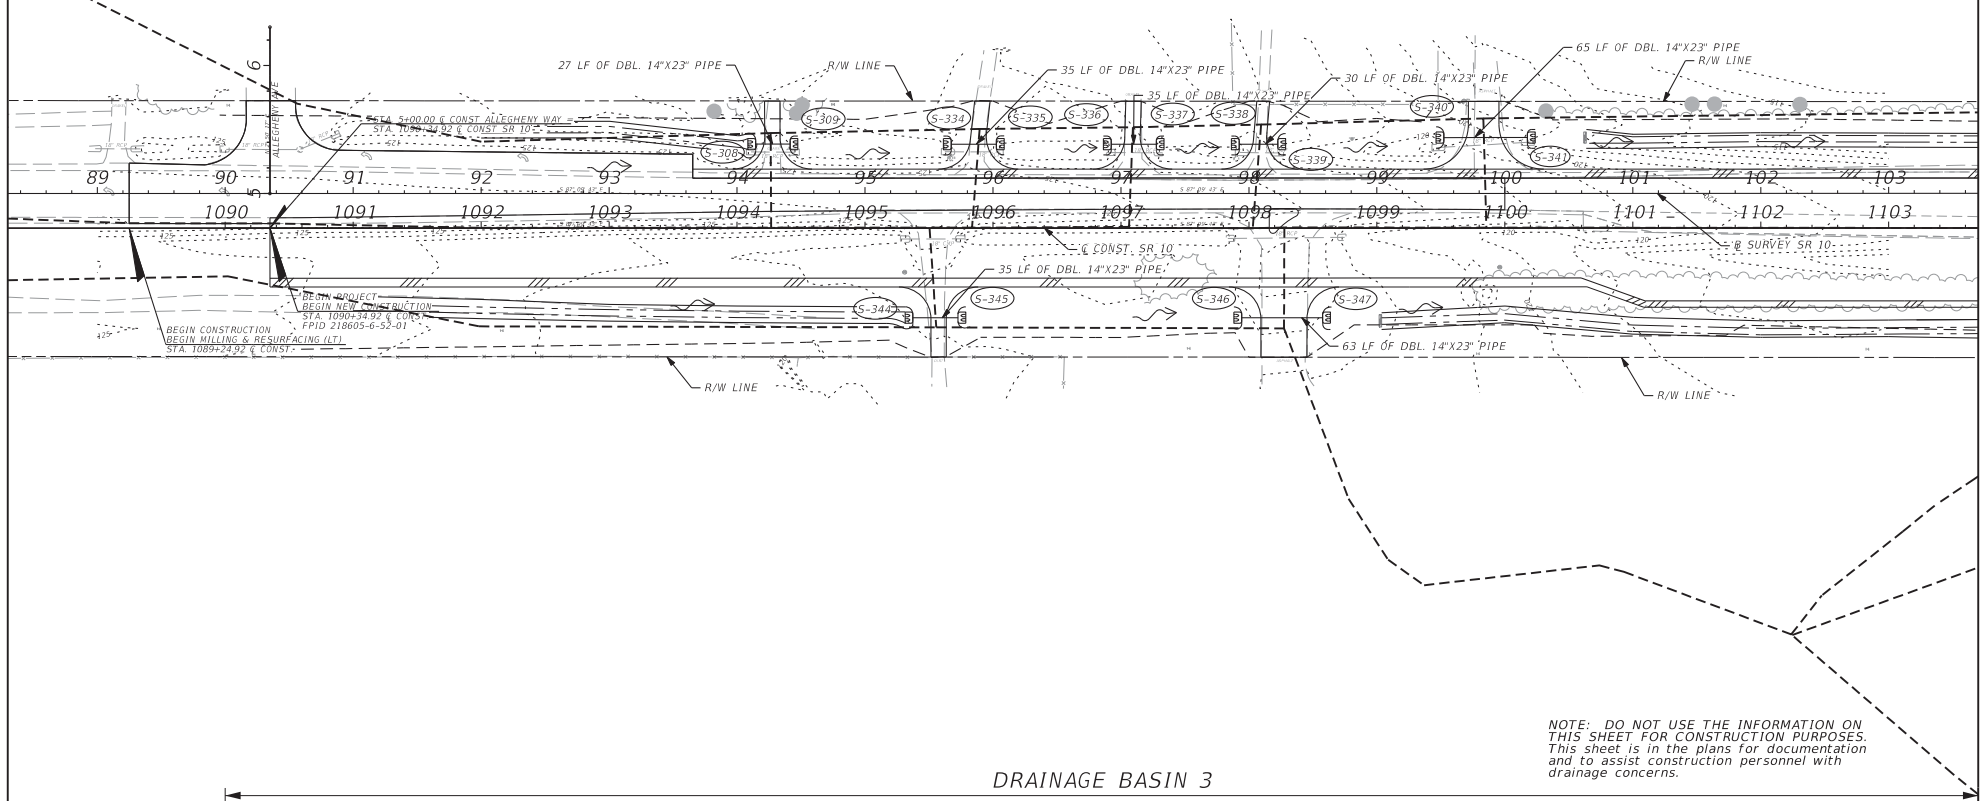 65 LF OF DBL. 14"X23" PIPE
R/W LINE
27 LF OF DBL. 14"X23" PIPE
R/W LINE
35 LF OF DBL. 14"X23" PIPE
30 LF OF DBL. 14"X23" PIPE
35 LF OF DBL. 14"X23" PIPE
6
ALLEGHENY AVE
5
STA. 5+00.00 ℄ CONST ALLEGHENY WAY =
STA. 1090+34.92 ℄ CONST SR 10
S-309
S-334
S-335
S-336
S-337
S-338
S-340
S-308
S-339
S-341
89 90 91 92 93 94 95 96 97 98 99 100 101 102 103
1090 1091 1092 1093 1094 1095 1096 1097 1098 1099 1100 1101 1102 1103
℄ CONST. SR 10
B SURVEY SR 10
35 LF OF DBL. 14"X23" PIPE
S-344
S-345
S-346
S-347
BEGIN PROJECT
BEGIN NEW CONSTRUCTION
STA. 1090+34.92 ℄ CONST.
FPID 218605-6-52-01
BEGIN CONSTRUCTION
BEGIN MILLING & RESURFACING (LT)
STA. 1089+24.92 ℄ CONST.
63 LF OF DBL. 14"X23" PIPE
R/W LINE
R/W LINE
NOTE: DO NOT USE THE INFORMATION ON
THIS SHEET FOR CONSTRUCTION PURPOSES.
This sheet is in the plans for documentation
and to assist construction personnel with
drainage concerns.
DRAINAGE BASIN 3